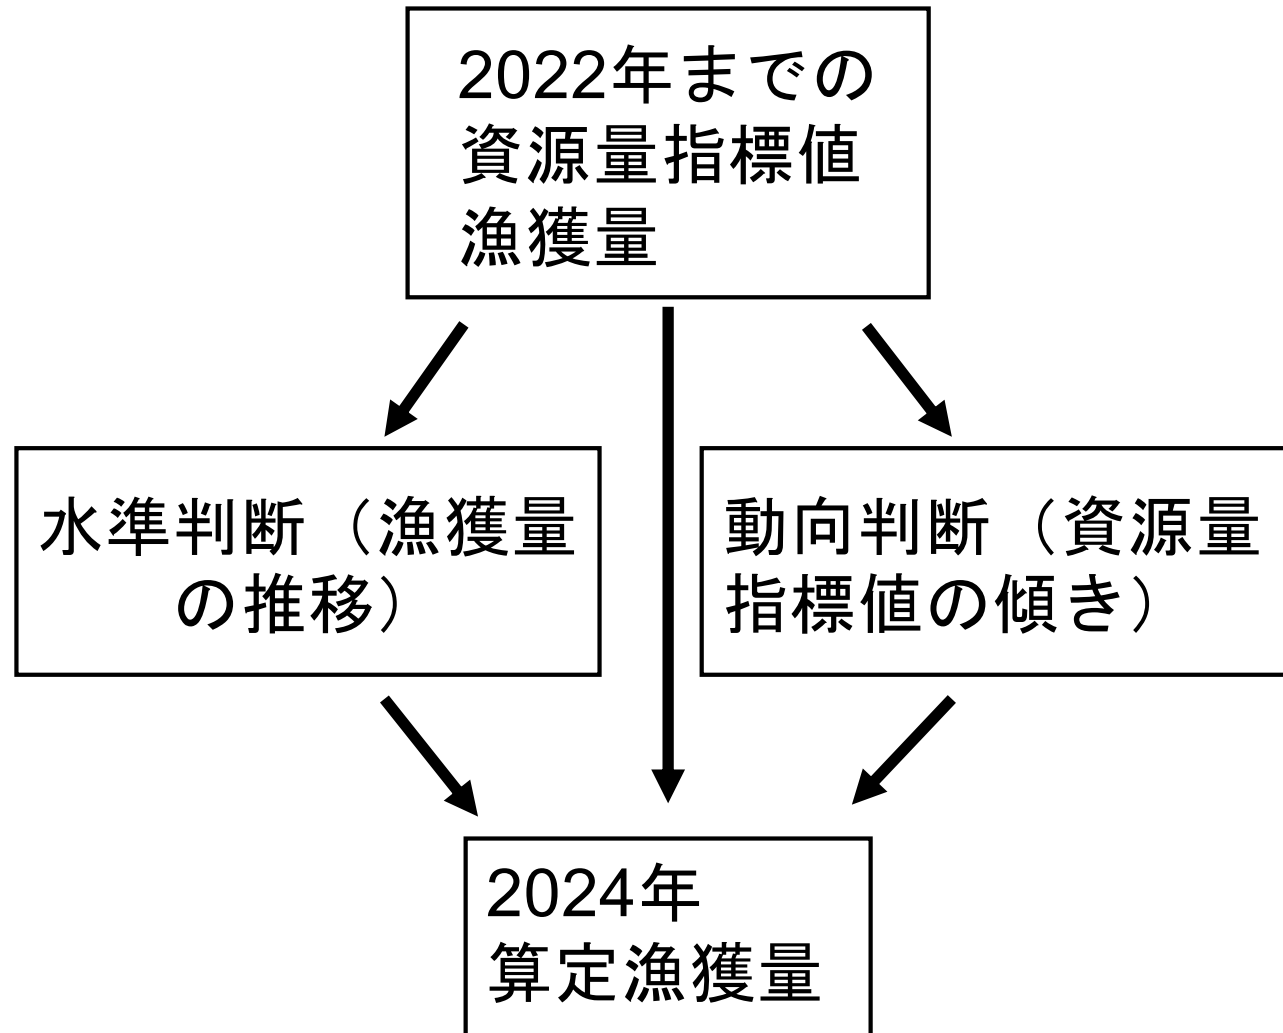 2022年までの
資源量指標値
漁獲量
水準判断（漁獲量
の推移）
動向判断（資源量
指標値の傾き）
2024年
算定漁獲量